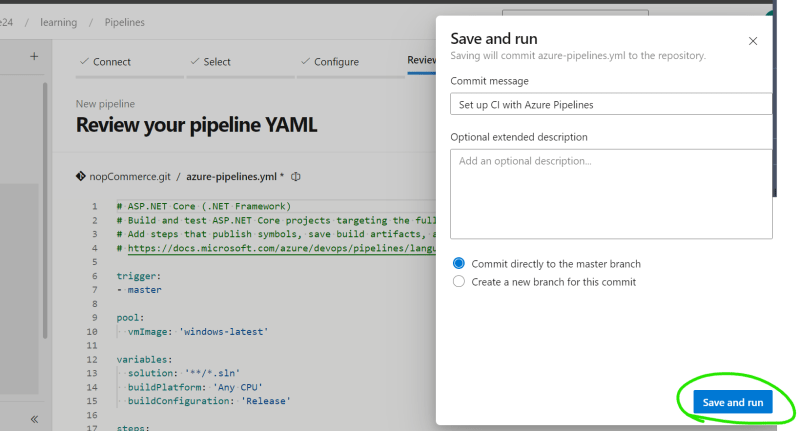 e24 / learning / Pipelines
Connect
Select
Configure
Review
New pipeline
Review your pipeline YAML
nopCommerce.git / azure-pipelines.yml *
1 # ASP.NET Core (.NET Framework)
2 # Build and test ASP.NET Core projects targeting the full
3 # Add steps that publish symbols, save build artifacts, a
4 # https://docs.microsoft.com/azure/devops/pipelines/langu
5
6 trigger:
7 - master
8
9 pool:
10 vmImage: 'windows-latest'
11
12 variables:
13 solution: '**/*.sln'
14 buildPlatform: 'Any CPU'
15 buildConfiguration: 'Release'
16
17 steps:
Save and run
Saving will commit azure-pipelines.yml to the repository.
Commit message
Set up CI with Azure Pipelines
Optional extended description
Add an optional description...
Commit directly to the master branch
Create a new branch for this commit
Save and run